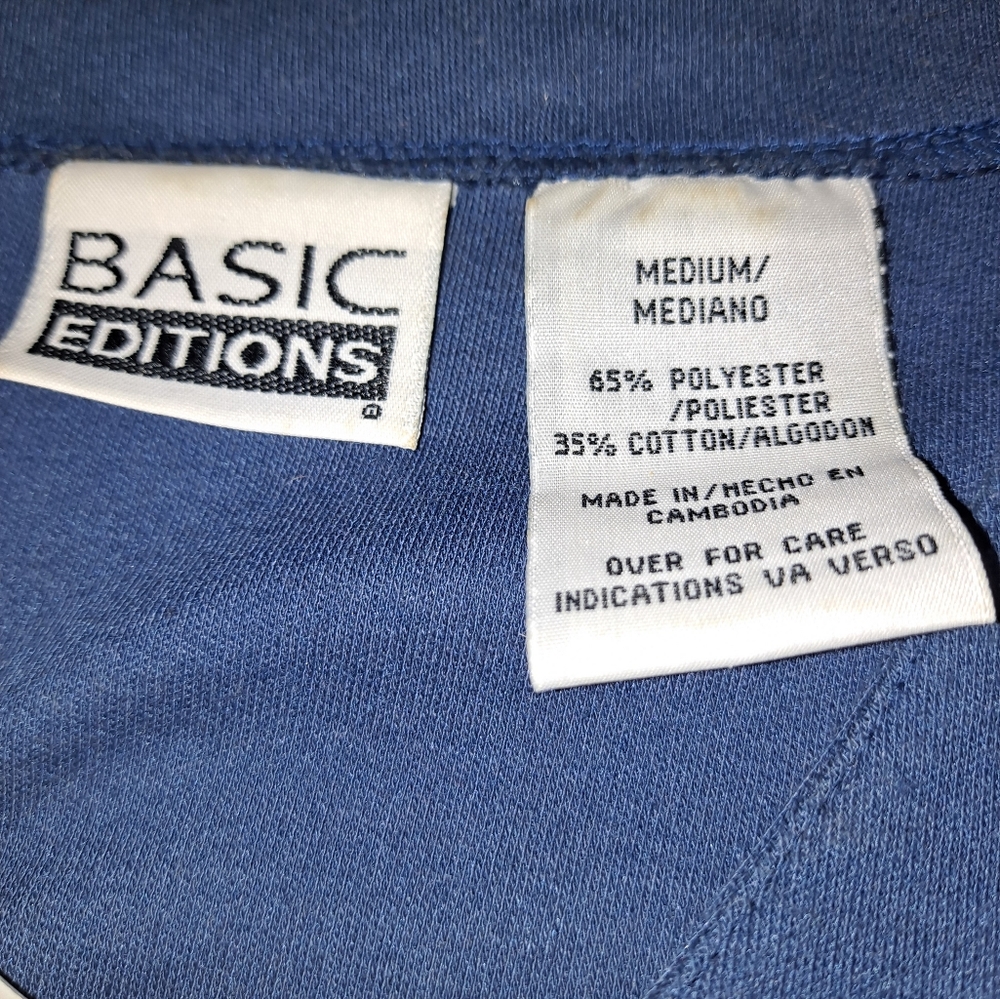 BASIC
EDITIONS
®
MEDIUM/
MEDIANO
65% POLYESTER
/POLIESTER
35% COTTON/ALGODON
MADE IN/HECHO EN
CAMBODIA
OVER FOR CARE
INDICATIONS VA VERSO